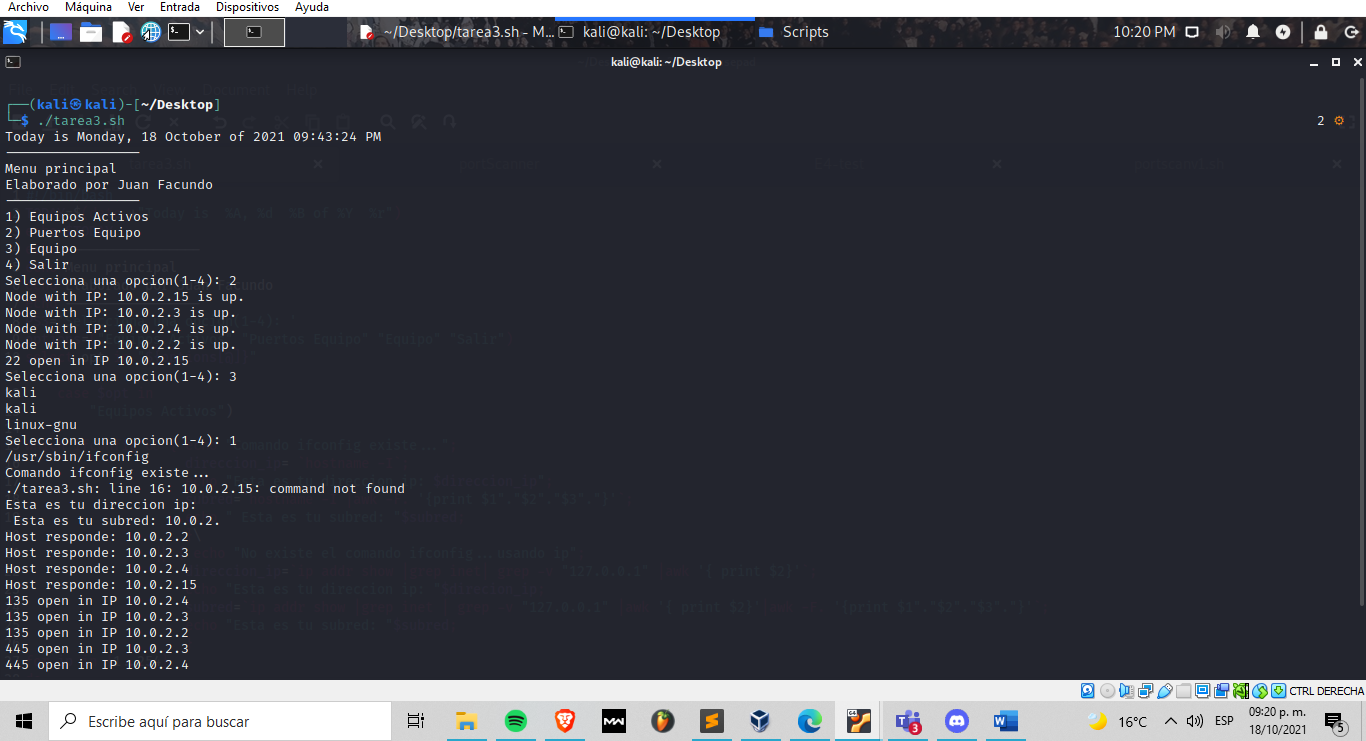 Archivo Máquina Ver Entrada Dispositivos Ayuda
~/Desktop/tarea3.sh - M... kali@kali: ~/Desktop Scripts 10:20 PM
kali@kali: ~/Desktop
┌──(kali㉿kali)-[~/Desktop]
└─$ ./tarea3.sh 2
Today is Monday, 18 October of 2021 09:43:24 PM
Menu principal
Elaborado por Juan Facundo
1) Equipos Activos
2) Puertos Equipo
3) Equipo
4) Salir
Selecciona una opcion(1-4): 2
Node with IP: 10.0.2.15 is up.
Node with IP: 10.0.2.3 is up.
Node with IP: 10.0.2.4 is up.
Node with IP: 10.0.2.2 is up.
22 open in IP 10.0.2.15
Selecciona una opcion(1-4): 3
kali
kali
linux-gnu
Selecciona una opcion(1-4): 1
/usr/sbin/ifconfig
Comando ifconfig existe...
./tarea3.sh: line 16: 10.0.2.15: command not found
Esta es tu direccion ip:
Esta es tu subred: 10.0.2.
Host responde: 10.0.2.2
Host responde: 10.0.2.3
Host responde: 10.0.2.4
Host responde: 10.0.2.15
135 open in IP 10.0.2.4
135 open in IP 10.0.2.3
135 open in IP 10.0.2.2
445 open in IP 10.0.2.3
445 open in IP 10.0.2.4
CTRL DERECHA
Escribe aquí para buscar
3
16°C
ESP
09:20 p. m.
18/10/2021
5